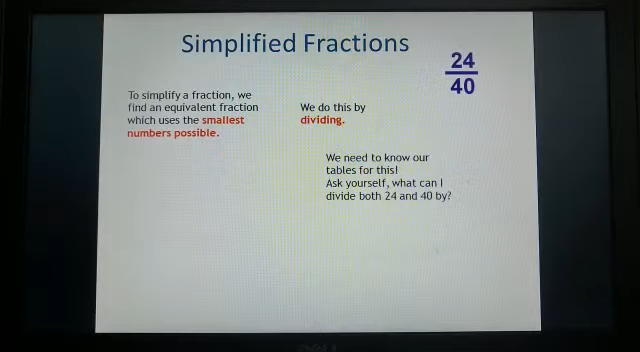 Simplified Fractions
24
40
To simplify a fraction, we
find an equivalent fraction
which uses the smallest
numbers possible.
We do this by
dividing.
We need to know our
tables for this!
Ask yourself, what can I
divide both 24 and 40 by?